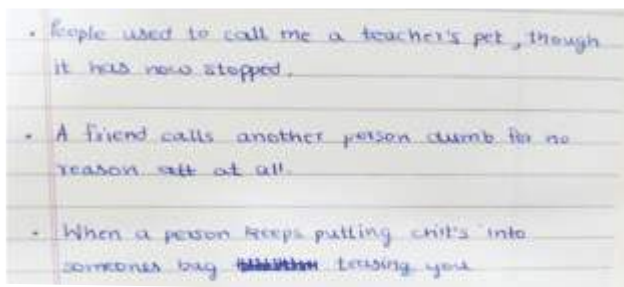 • People used to call me a teacher's pet, though
it has now stopped.
• A friend calls another person dumb for no
reason at all.
• When a person keeps putting chit's into
someones bag teasing you